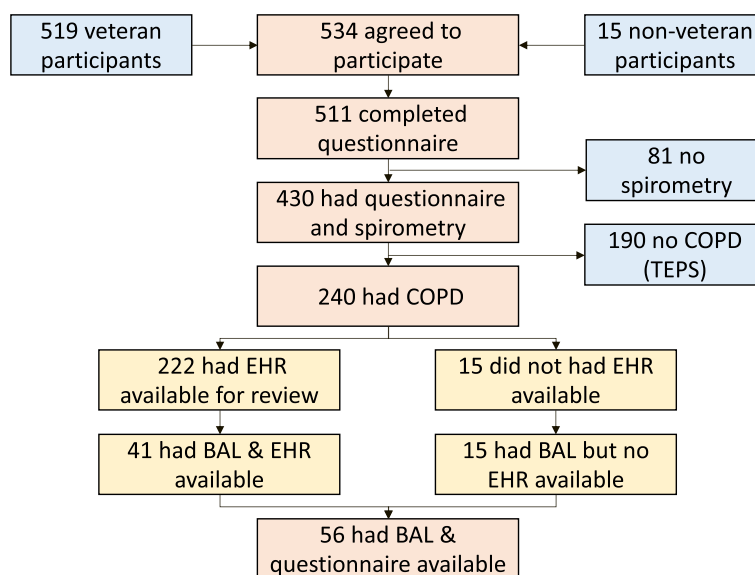 519 veteran
participants
534 agreed to
participate
15 non-veteran
participants
511 completed
questionnaire
81 no
spirometry
430 had questionnaire
and spirometry
190 no COPD
(TEPS)
240 had COPD
222 had EHR
available for review
15 did not had EHR
available
41 had BAL & EHR
available
15 had BAL but no
EHR available
56 had BAL &
questionnaire available